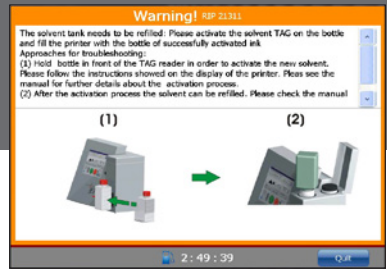 Warning! RIP 21311
The solvent tank needs to be refilled: Please activate the solvent TAG on the bottle
and fill the printer with the bottle of successfully activated ink
Approaches for troubleshooting:
(1) Hold bottle in front of the TAG reader in order to activate the new solvent.
Please follow the instructions showed on the display of the printer. Pleas see the
manual for further details about the activation process.
(2) After the activation process the solvent can be refilled. Please check the manual
(1) (2)
2 : 49 : 39
Quit